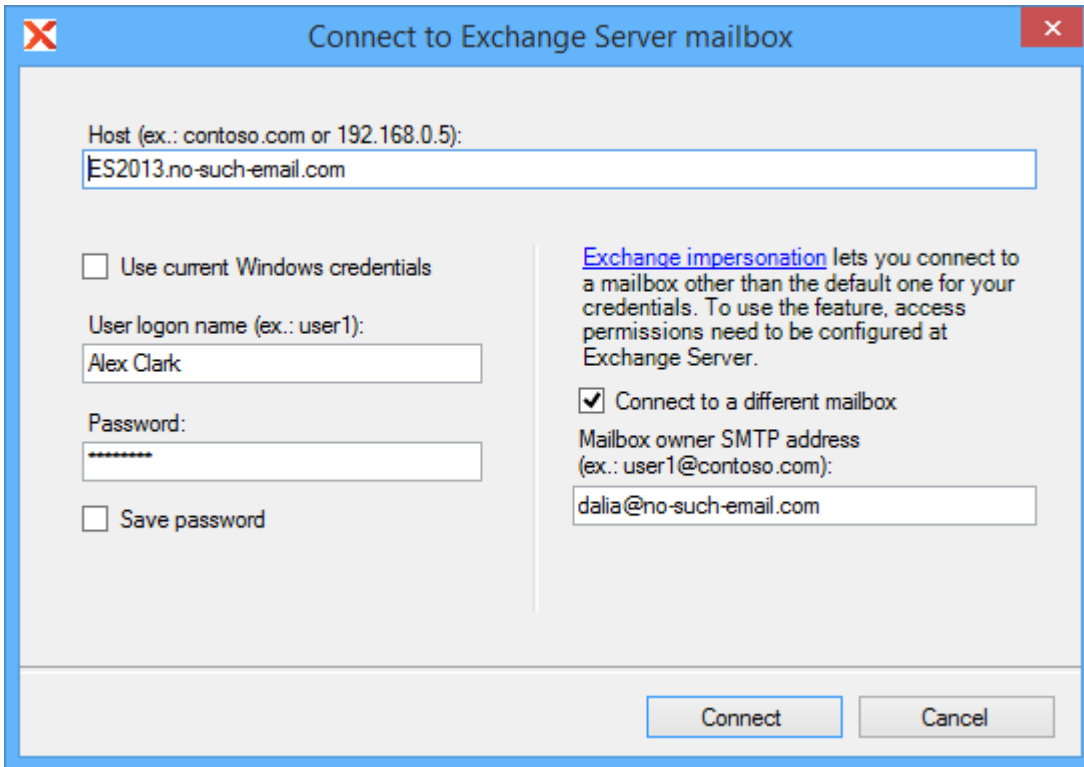 Connect to Exchange Server mailbox
Host (ex.: contoso.com or 192.168.0.5):
ES2013.no-such-email.com
Use current Windows credentials
User logon name (ex.: user1):
Alex Clark
Password:
********
Save password
Exchange impersonation lets you connect to
a mailbox other than the default one for your
credentials. To use the feature, access
permissions need to be configured at
Exchange Server.
Connect to a different mailbox
Mailbox owner SMTP address
(ex.: user1@contoso.com):
dalia@no-such-email.com
Connect
Cancel